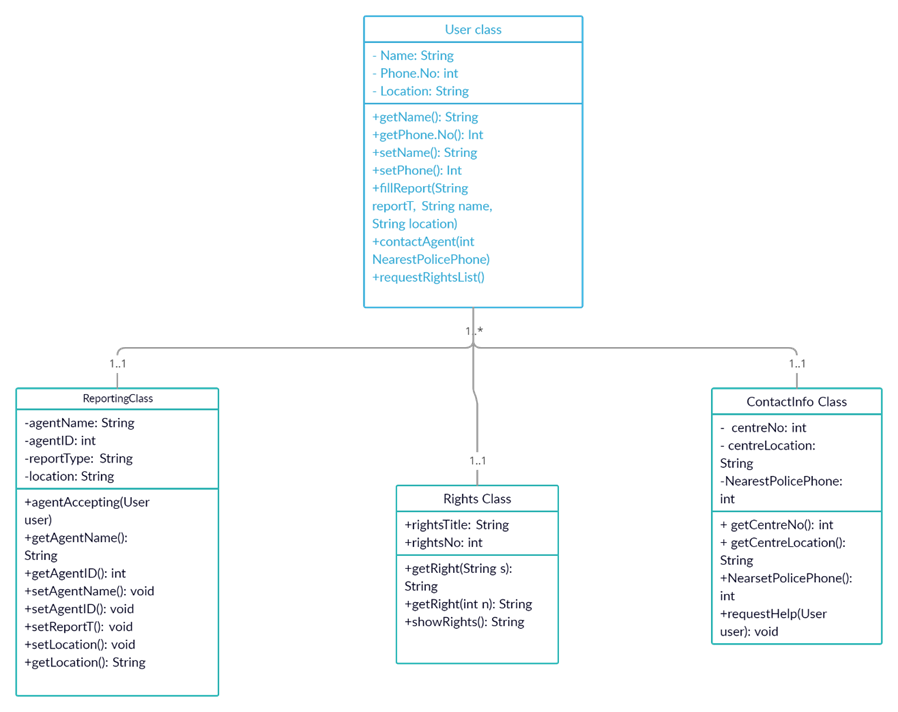 User class
- Name: String
- Phone.No: int
- Location: String
+getName(): String
+getPhone.No(): Int
+setName(): String
+setPhone(): Int
+fillReport(String
reportT, String name,
String location)
+contactAgent(int
NearestPolicePhone)
+requestRightsList()
1..*
1..1
1..1
1..1
ReportingClass
-agentName: String
-agentID: int
-reportType: String
-location: String
+agentAccepting(User
user)
+getAgentName():
String
+getAgentID(): int
+setAgentName(): void
+setAgentID(): void
+setReportT(): void
+setLocation(): void
+getLocation(): String
Rights Class
+rightsTitle: String
+rightsNo: int
+getRight(String s):
String
+getRight(int n): String
+showRights(): String
ContactInfo Class
- centreNo: int
- centreLocation:
String
-NearestPolicePhone:
int
+ getCentreNo(): int
+ getCentreLocation():
String
+NearsetPolicePhone():
int
+requestHelp(User
user): void